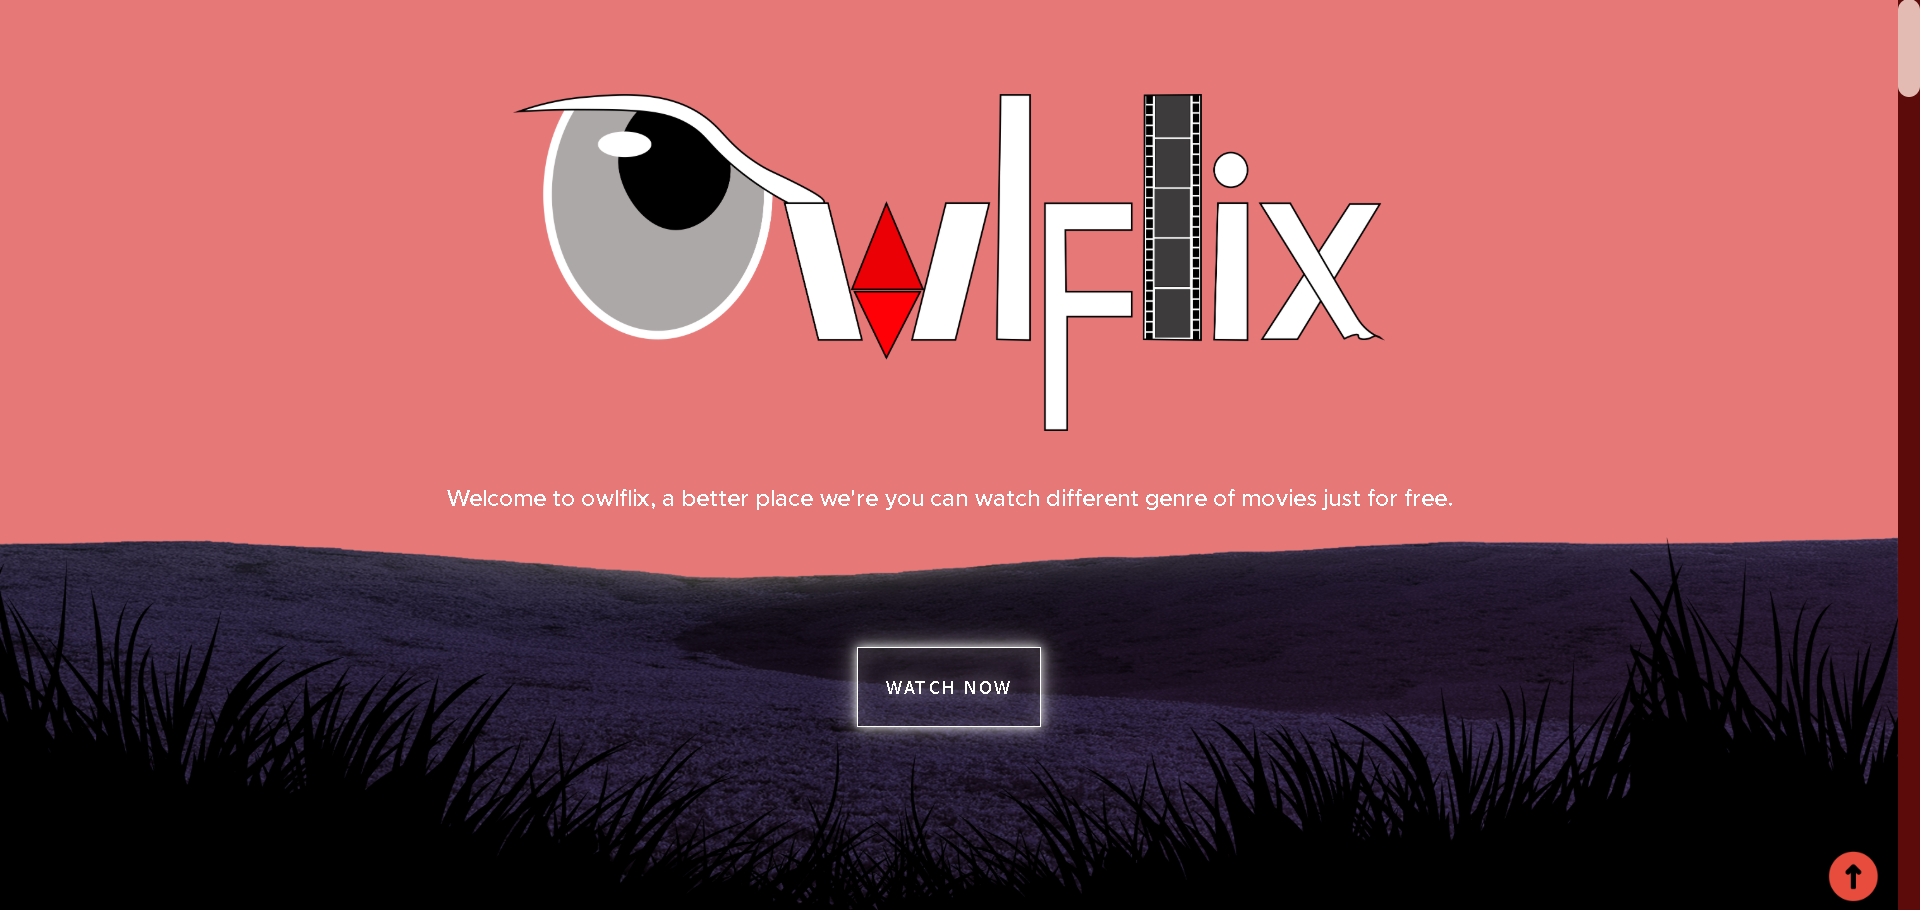 Owlflix
Welcome to owlflix, a better place we're you can watch different genre of movies just for free.
WATCH NOW